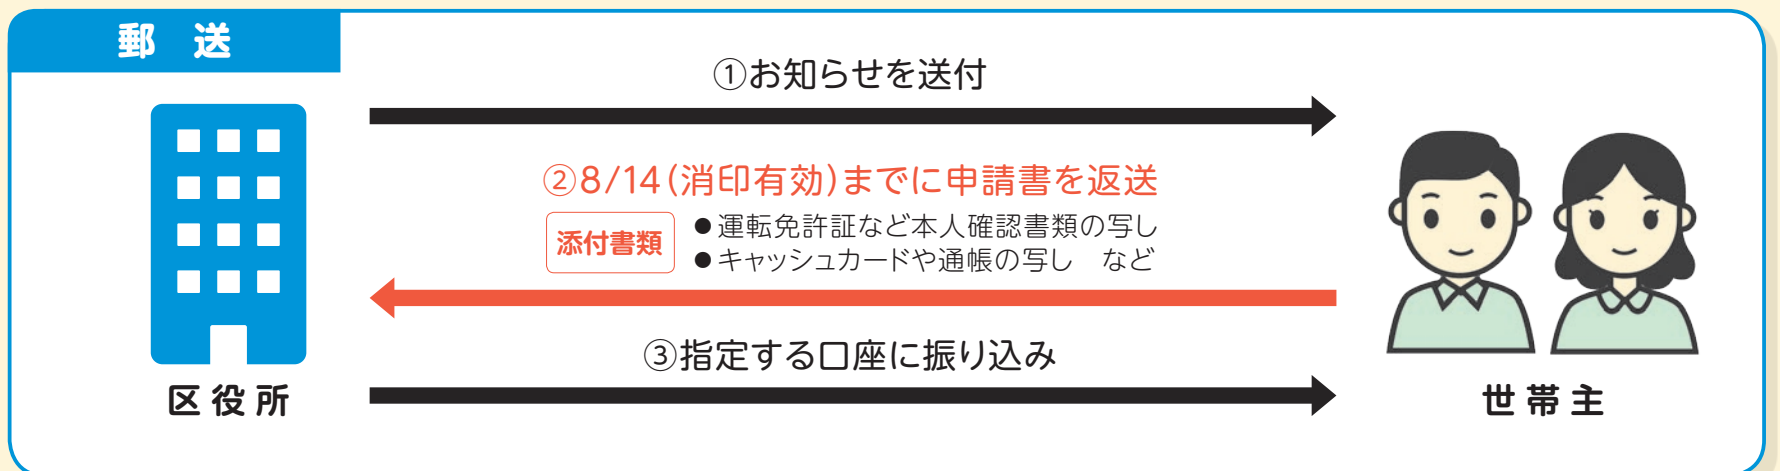 郵 送
①お知らせを送付
②8/14(消印有効)までに申請書を返送
添付書類
●運転免許証など本人確認書類の写し
●キャッシュカードや通帳の写し　など
③指定する口座に振り込み
区役所
世帯主